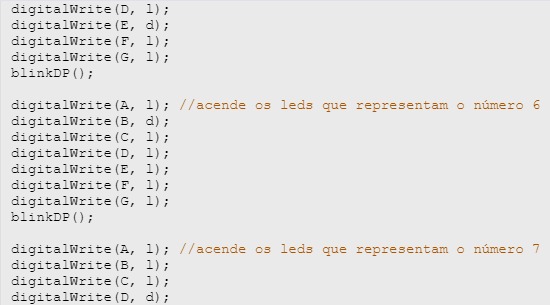 digitalWrite(D, l);
digitalWrite(E, d);
digitalWrite(F, l);
digitalWrite(G, l);
blinkDP();

digitalWrite(A, l); //acende os leds que representam o número 6
digitalWrite(B, d);
digitalWrite(C, l);
digitalWrite(D, l);
digitalWrite(E, l);
digitalWrite(F, l);
digitalWrite(G, l);
blinkDP();

digitalWrite(A, l); //acende os leds que representam o número 7
digitalWrite(B, l);
digitalWrite(C, l);
digitalWrite(D, d);